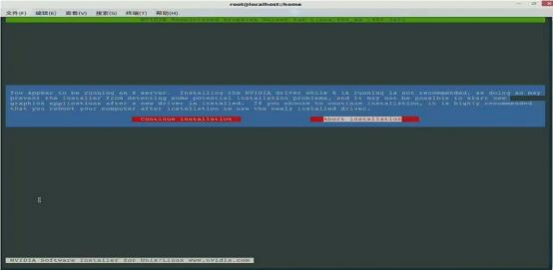 root@localhost:/home
文件(F) 编辑(E) 查看(V) 搜索(S) 终端(T) 帮助(H)
NVIDIA Accelerated Graphics Driver for
You appear to be running an X server. Installing the NVIDIA driver while X is running is not recommended, as doing so may
prevent the installer from detecting some potential installation problems, and it may not be possible to start new
graphics applications after a new driver is installed. If you choose to continue installation, it is highly recommended
that you reboot your computer after installation to use the newly installed driver.
Continue installation Abort installation
NVIDIA Software Installer for Unix/Linux www.nvidia.com